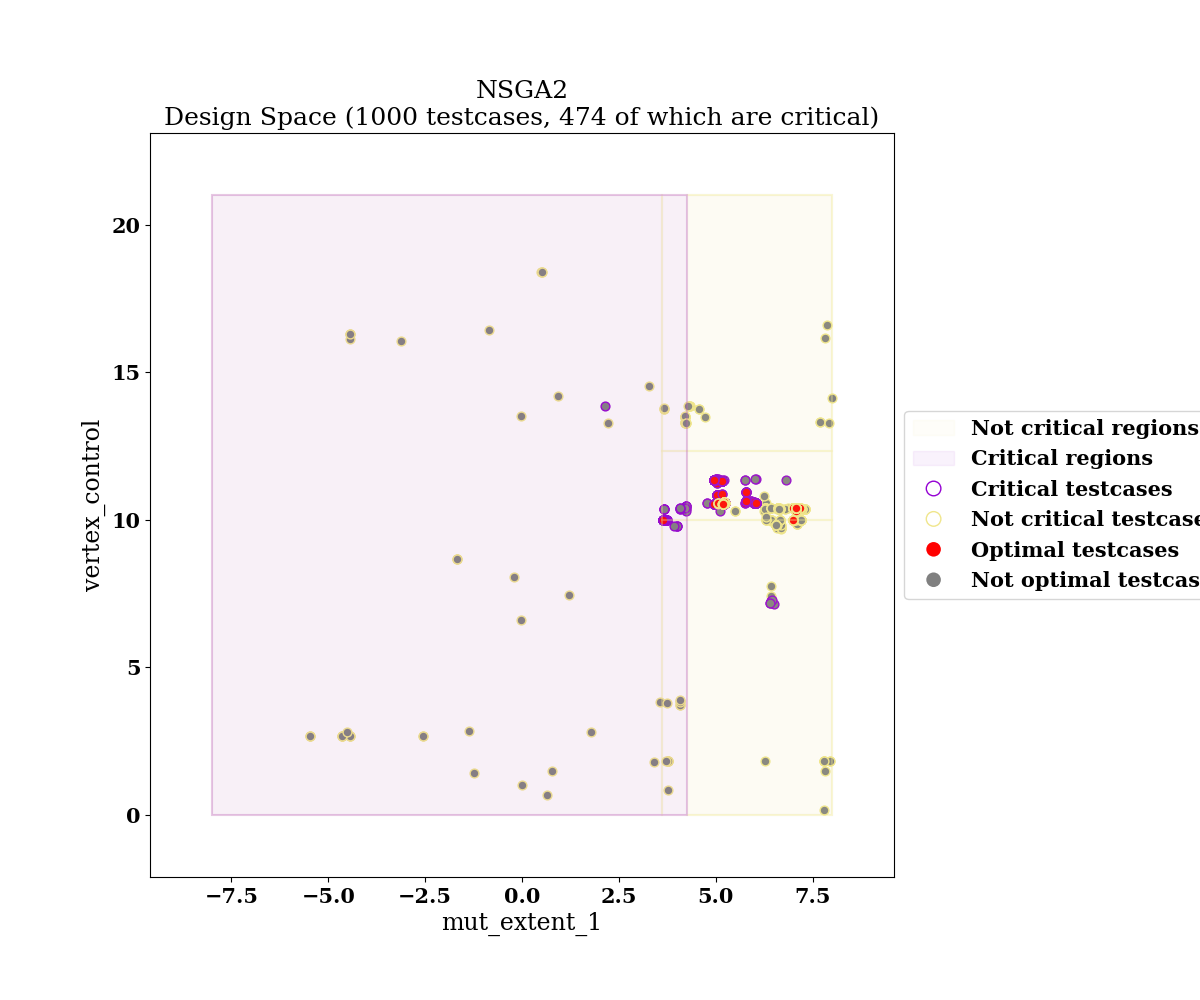 NSGA2
Design Space (1000 testcases, 474 of which are critical)
vertex_control
20
15
10
5
0
−7.5 −5.0 −2.5 0.0 2.5 5.0 7.5
mut_extent_1
Not critical regions
Critical regions
Critical testcases
Not critical testcase
Optimal testcases
Not optimal testcas